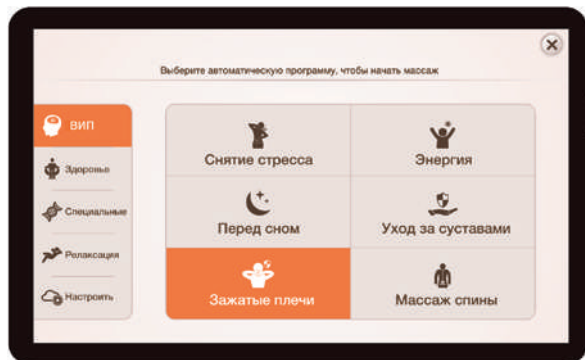 Выберите автоматическую программу, чтобы начать массаж
ВИП
Здоровье
Специальные
Релаксация
Настроить
Снятие стресса
Энергия
Перед сном
Уход за суставами
Зажатые плечи
Массаж спины